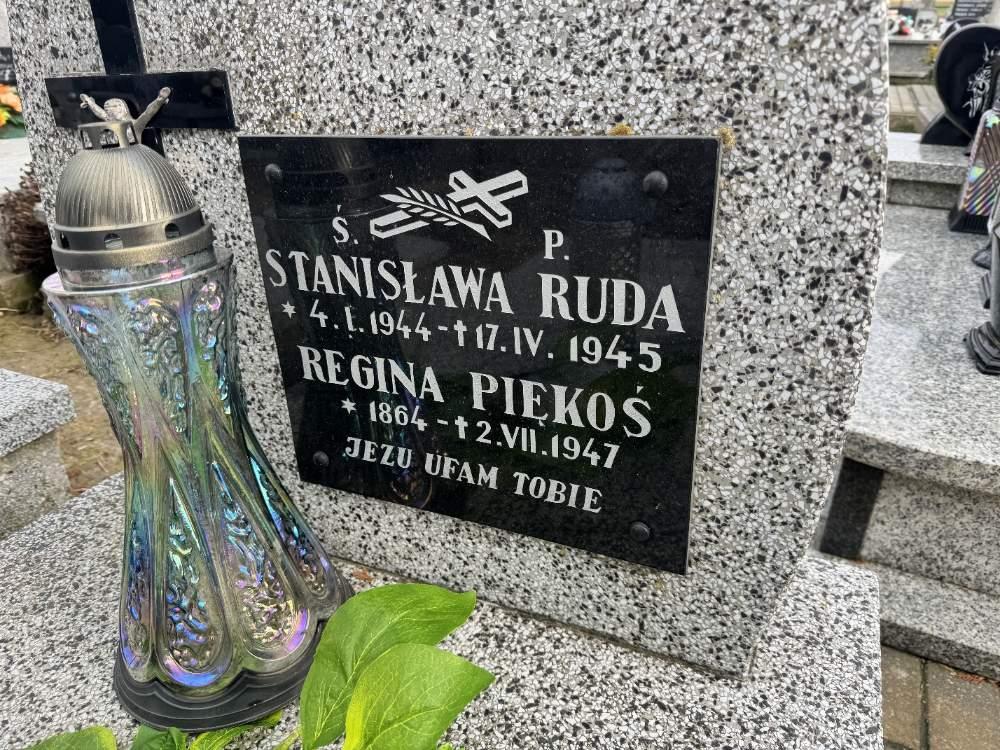 Ś. P.
STANISŁAWA RUDA
* 4.I.1944 - † 17.IV.1945
REGINA PIĘKOŚ
* 1864 - † 2.VII.1947
JEZU UFAM TOBIE